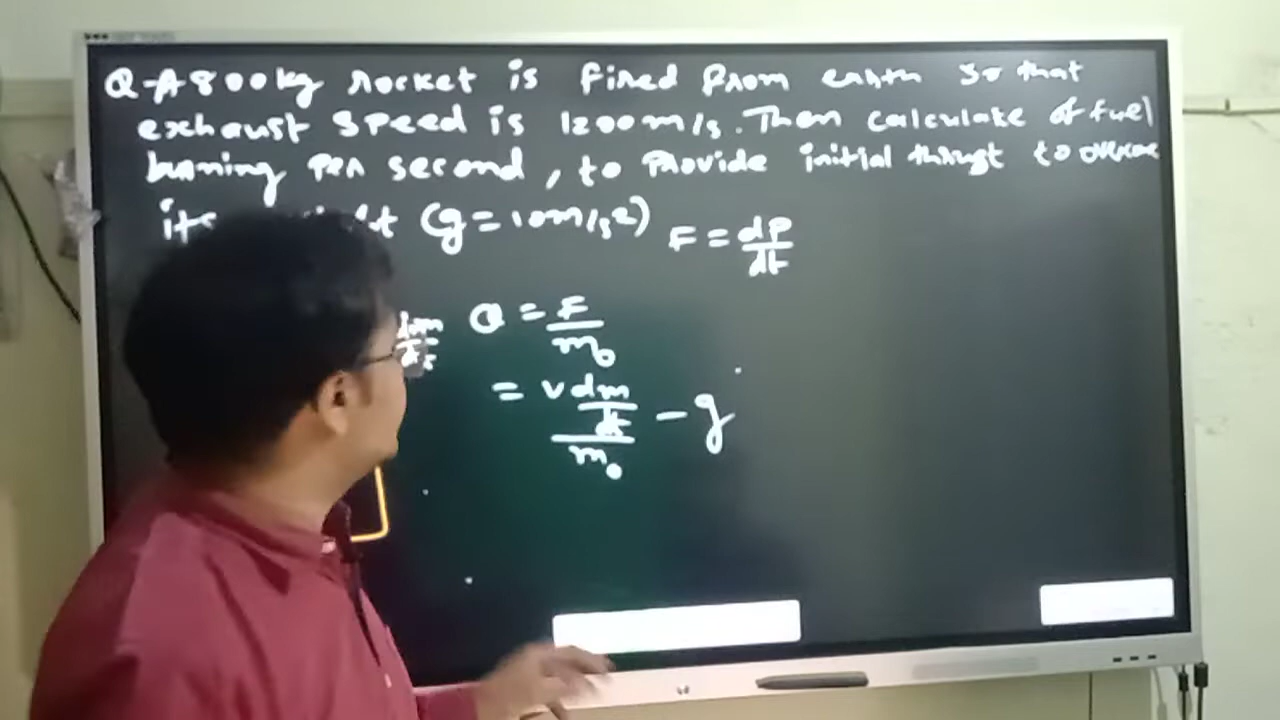 Q-A 800kg rocket is fired from earth so that
exhaust speed is 1200m/s. Then calculate of fuel
burning per second, to provide initial thrust to overcome
its (g=10m/s²) F = dp/dt
dm/dt a = F/m₀
= v dm/dt / m₀ - g